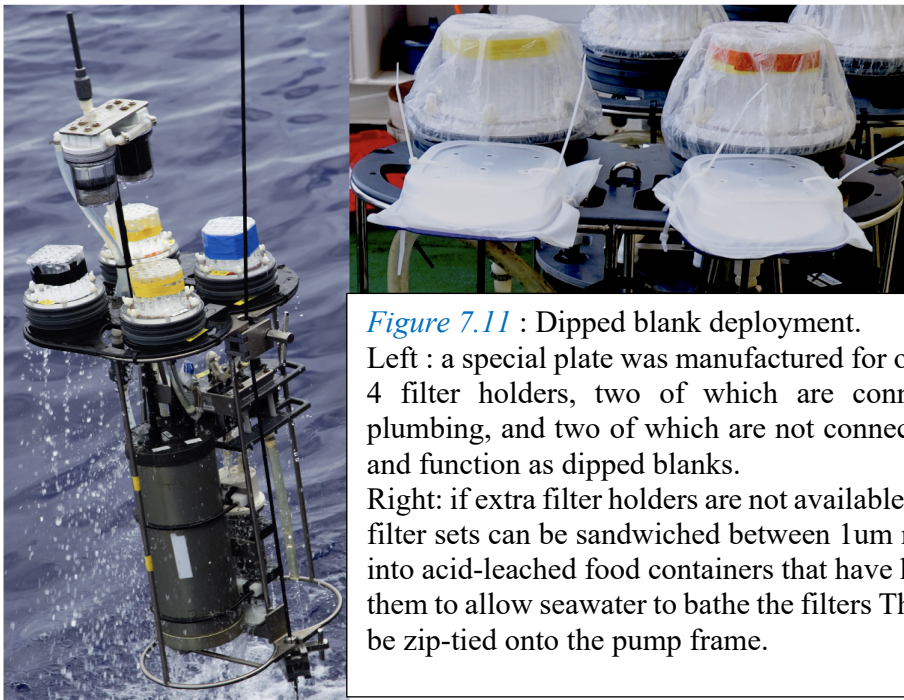 Figure 7.11 : Dipped blank deployment.
Left : a special plate was manufactured for
4 filter holders, two of which are
plumbing, and two of which are not
and function as dipped blanks.
Right: if extra filter holders are not available
filter sets can be sandwiched between 1um
into acid-leached food containers that have
them to allow seawater to bathe the filters
be zip-tied onto the pump frame.